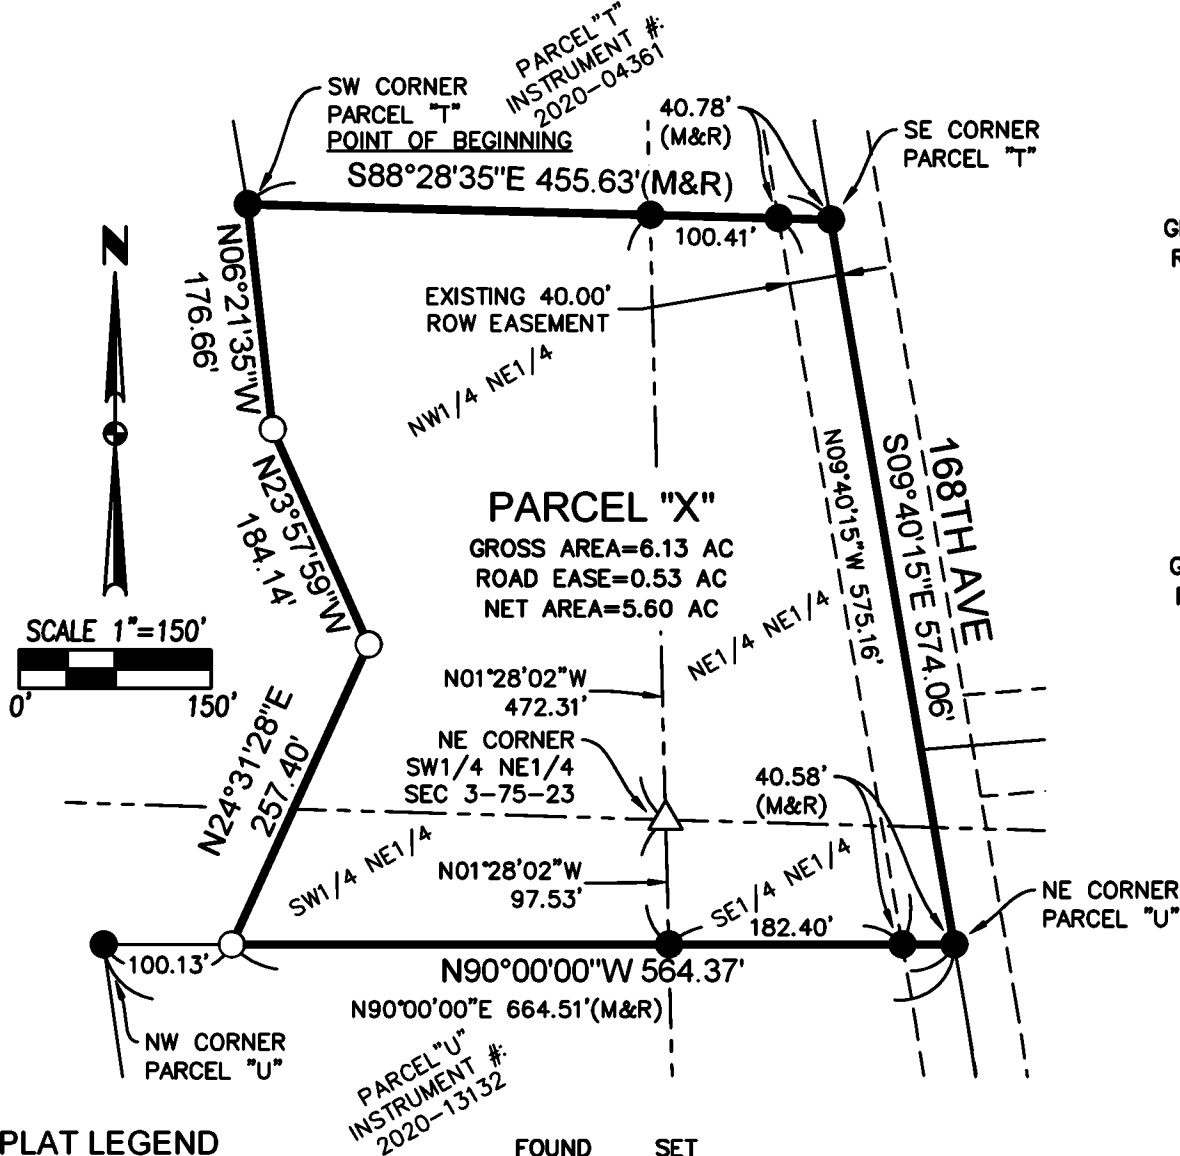 PARCEL"T"
INSTRUMENT #:
2020-04361
SW CORNER
PARCEL "T"
POINT OF BEGINNING
40.78'
(M&R)
SE CORNER
PARCEL "T"
S88°28'35"E 455.63'(M&R)
100.41'
N
N06°21'35"W
176.66'
EXISTING 40.00'
ROW EASEMENT
NW1/4 NE1/4
N23°57'59"W
184.14'
N09°40'15"W 575.16'
S09°40'15"E 574.06'
168TH AVE
PARCEL "X"
GROSS AREA=6.13 AC
ROAD EASE=0.53 AC
NET AREA=5.60 AC
NE1/4 NE1/4
SCALE 1"=150'
0' 150'
N01°28'02"W
472.31'
NE CORNER
SW1/4 NE1/4
SEC 3-75-23
N24°31'28"E
257.40'
40.58'
(M&R)
SW1/4 NE1/4
N01°28'02"W
97.53'
SE1/4 NE1/4
182.40'
NE CORNER
PARCEL "U"
100.13'
N90°00'00"W 564.37'
N90°00'00"E 664.51'(M&R)
NW CORNER
PARCEL "U"
PARCEL"U"
INSTRUMENT #:
2020-13132
PLAT LEGEND
FOUND SET